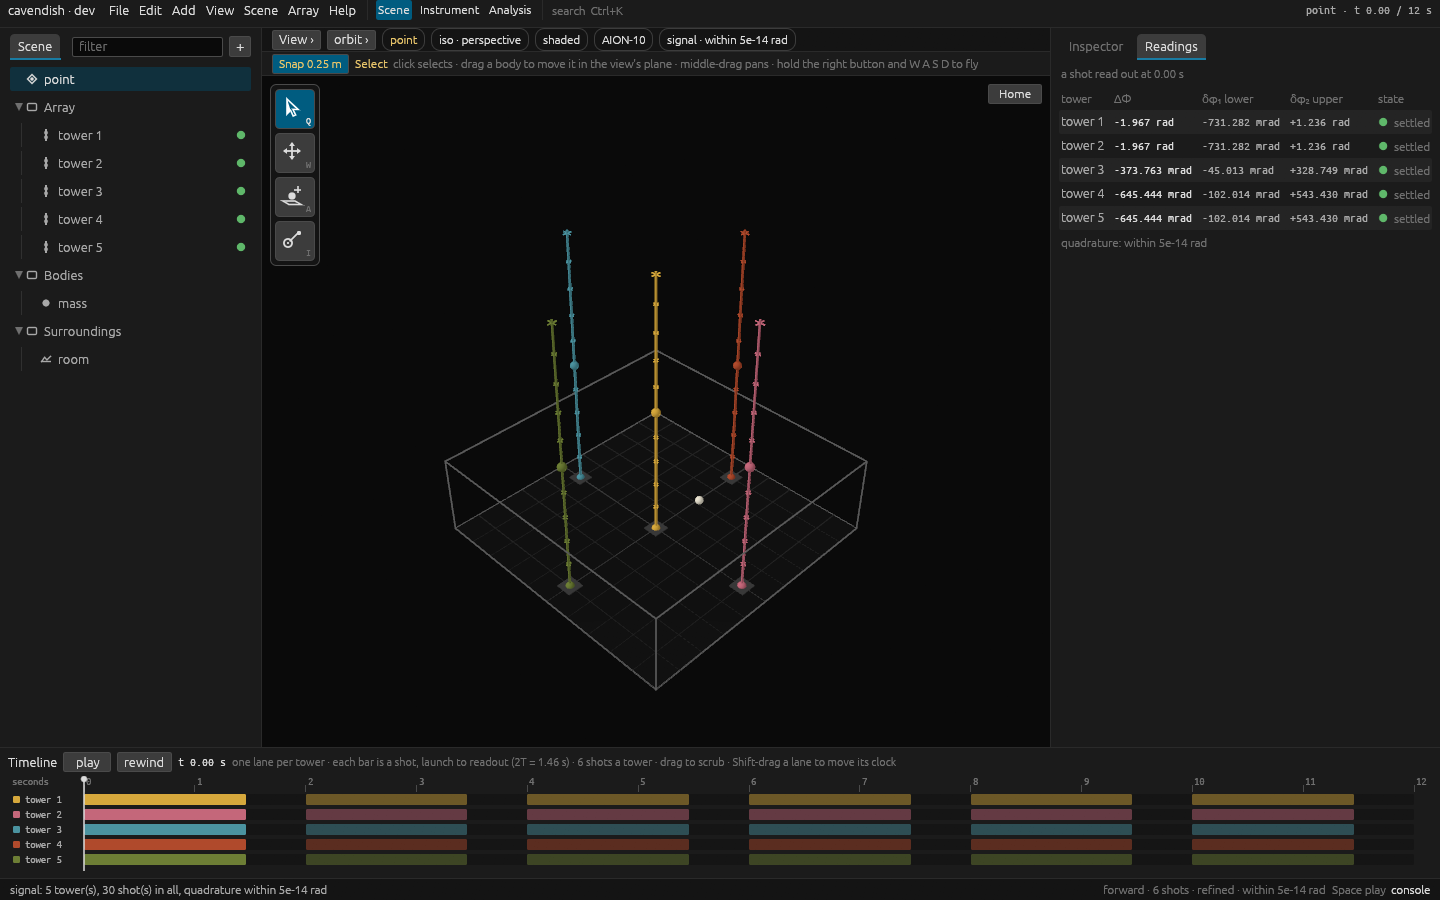 cavendish · dev File Edit Add View Scene Array Help Scene Instrument Analysis search Ctrl+K point · t 0.00 / 12 s
Scene filter +
point
Array
tower 1
tower 2
tower 3
tower 4
tower 5
Bodies
mass
Surroundings
room
View › orbit › point iso · perspective shaded AION-10 signal · within 5e-14 rad
Snap 0.25 m Select click selects · drag a body to move it in the view's plane · middle-drag pans · hold the right button and W A S D to fly
Q
W
A
I
Home
Inspector Readings
a shot read out at 0.00 s
tower ΔΦ δφ₁ lower δφ₂ upper state
tower 1 -1.967 rad -731.282 mrad +1.236 rad settled
tower 2 -1.967 rad -731.282 mrad +1.236 rad settled
tower 3 -373.763 mrad -45.013 mrad +328.749 mrad settled
tower 4 -645.444 mrad -102.014 mrad +543.430 mrad settled
tower 5 -645.444 mrad -102.014 mrad +543.430 mrad settled
quadrature: within 5e-14 rad
Timeline play rewind t 0.00 s one lane per tower · each bar is a shot, launch to readout (2T = 1.46 s) · 6 shots a tower · drag to scrub · Shift-drag a lane to move its clock
seconds 0 1 2 3 4 5 6 7 8 9 10 11 12
tower 1
tower 2
tower 3
tower 4
tower 5
signal: 5 tower(s), 30 shot(s) in all, quadrature within 5e-14 rad forward · 6 shots · refined · within 5e-14 rad Space play console